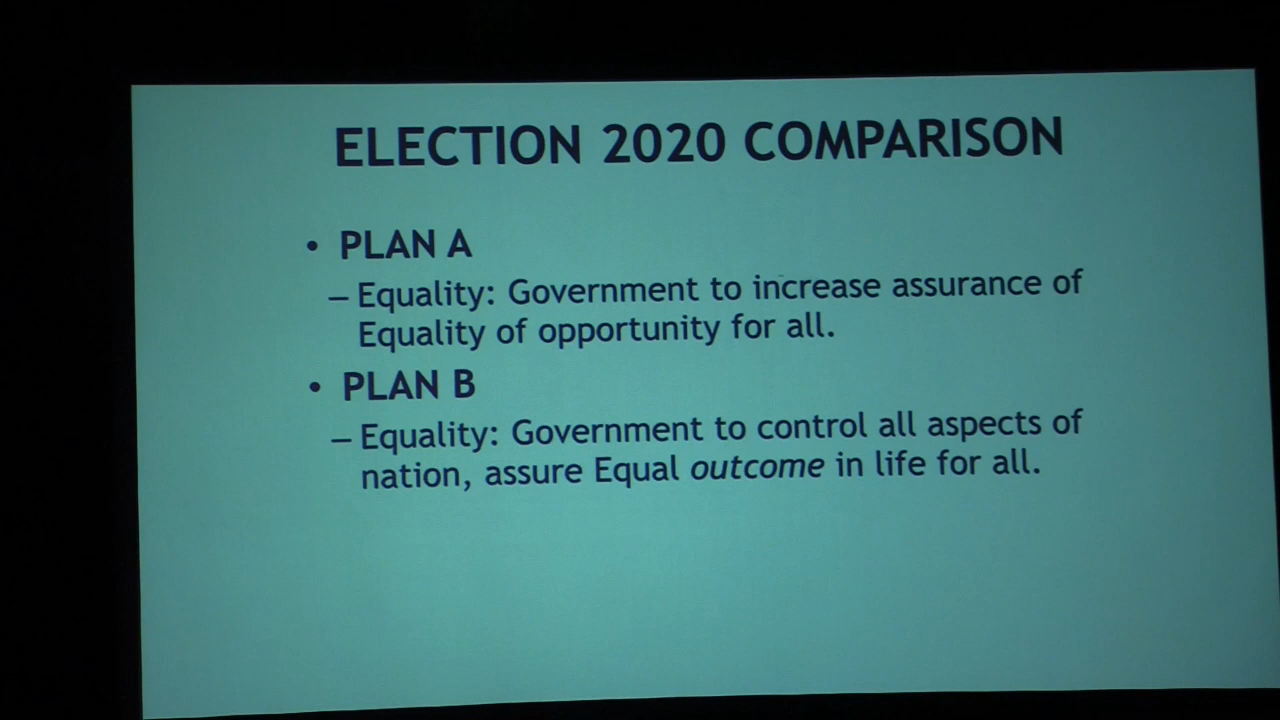 ELECTION 2020 COMPARISON
• PLAN A
– Equality: Government to increase assurance of
Equality of opportunity for all.
• PLAN B
– Equality: Government to control all aspects of
nation, assure Equal outcome in life for all.